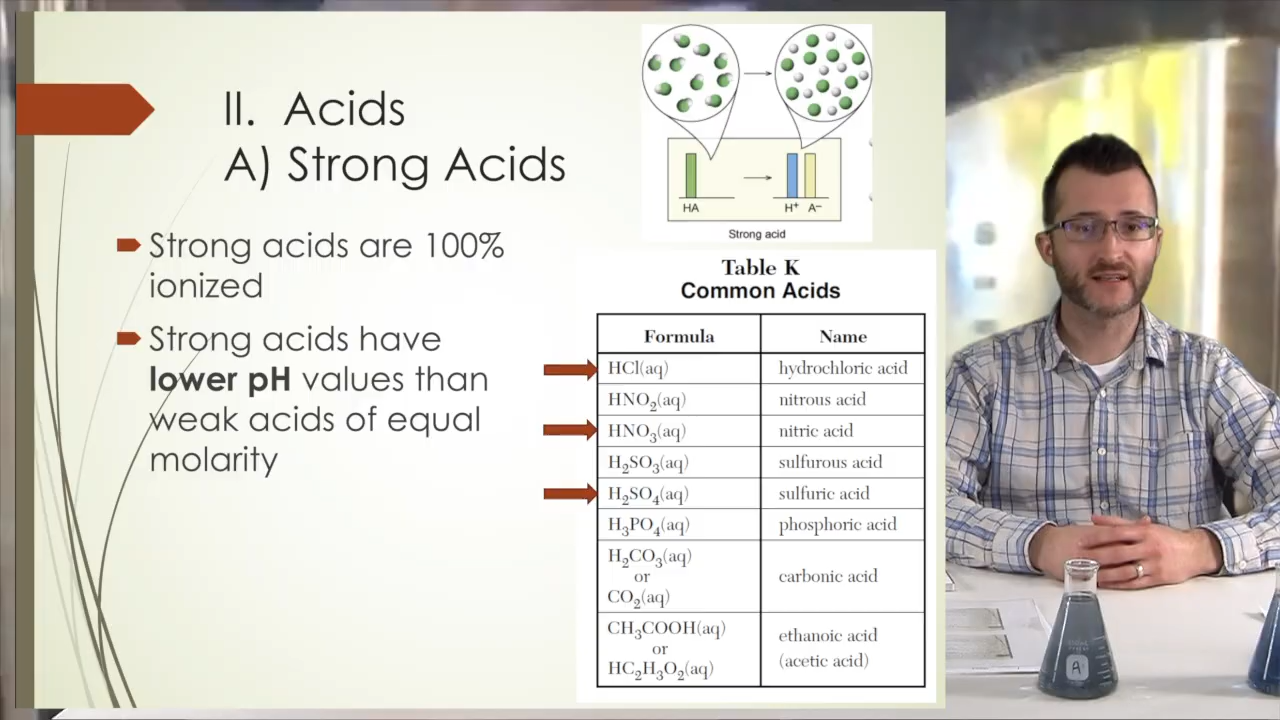 II. Acids
A) Strong Acids
Strong acids are 100%
ionized
Strong acids have
lower pH values than
weak acids of equal
molarity
HA
H⁺ A⁻
Strong acid
Table K
Common Acids
Formula Name
HCl(aq) hydrochloric acid
HNO₂(aq) nitrous acid
HNO₃(aq) nitric acid
H₂SO₃(aq) sulfurous acid
H₂SO₄(aq) sulfuric acid
H₃PO₄(aq) phosphoric acid
H₂CO₃(aq)
or
CO₂(aq)
carbonic acid
CH₃COOH(aq)
or
HC₂H₃O₂(aq)
ethanoic acid
(acetic acid)
A